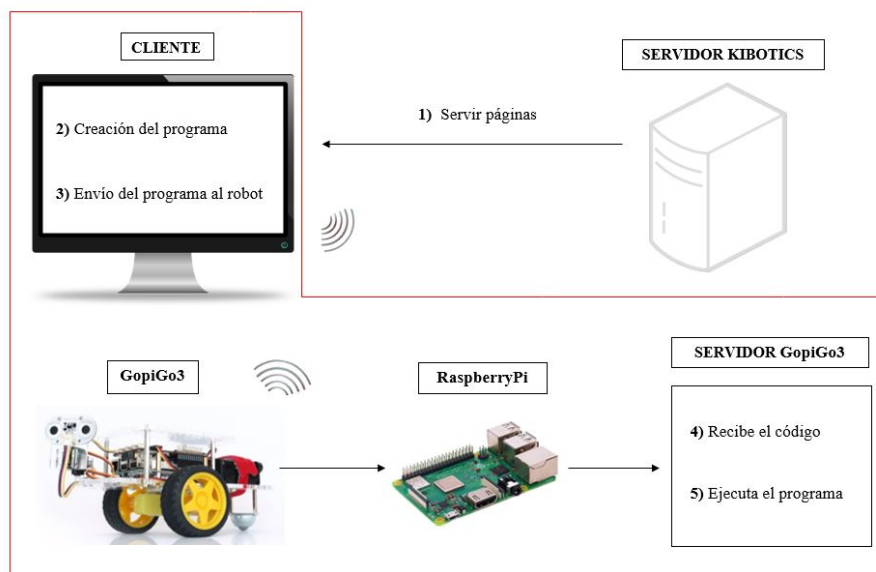 CLIENTE
SERVIDOR KIBOTICS
1) Servir páginas
2) Creación del programa
3) Envío del programa al robot
GopiGo3
RaspberryPi
SERVIDOR GopiGo3
4) Recibe el código
5) Ejecuta el programa